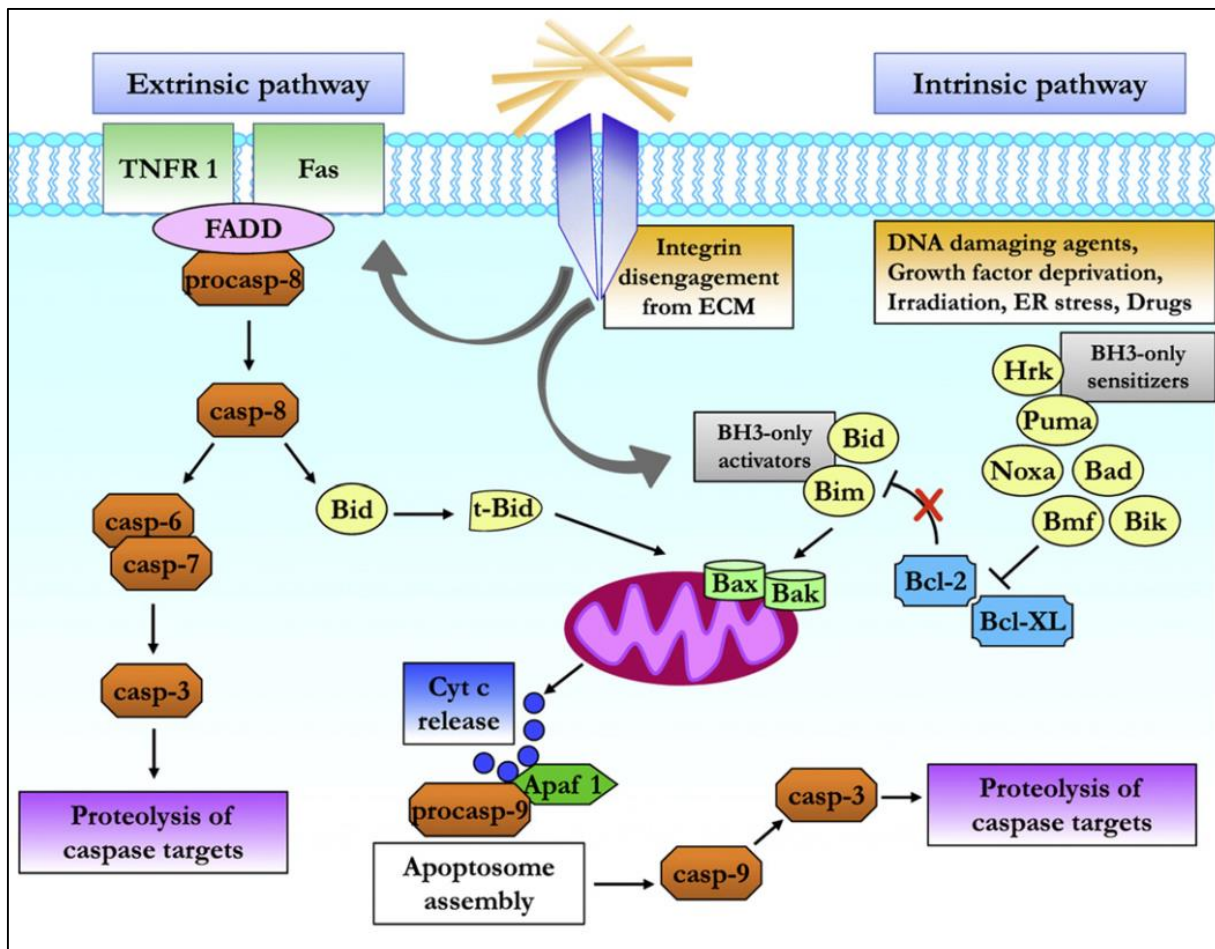 Extrinsic pathway
Intrinsic pathway
TNFR 1
Fas
FADD
procasp-8
Integrin
disengagement
from ECM
DNA damaging agents,
Growth factor deprivation,
Irradiation, ER stress, Drugs
Hrk
BH3-only
sensitizers
Puma
casp-8
BH3-only
activators
Bid
Bim
Noxa
Bad
Bmf
Bik
casp-6
casp-7
Bid
t-Bid
Bax
Bak
Bcl-2
Bcl-XL
casp-3
Cyt c
release
Apaf 1
procasp-9
casp-3
Proteolysis of
caspase targets
Proteolysis of
caspase targets
Apoptosome
assembly
casp-9